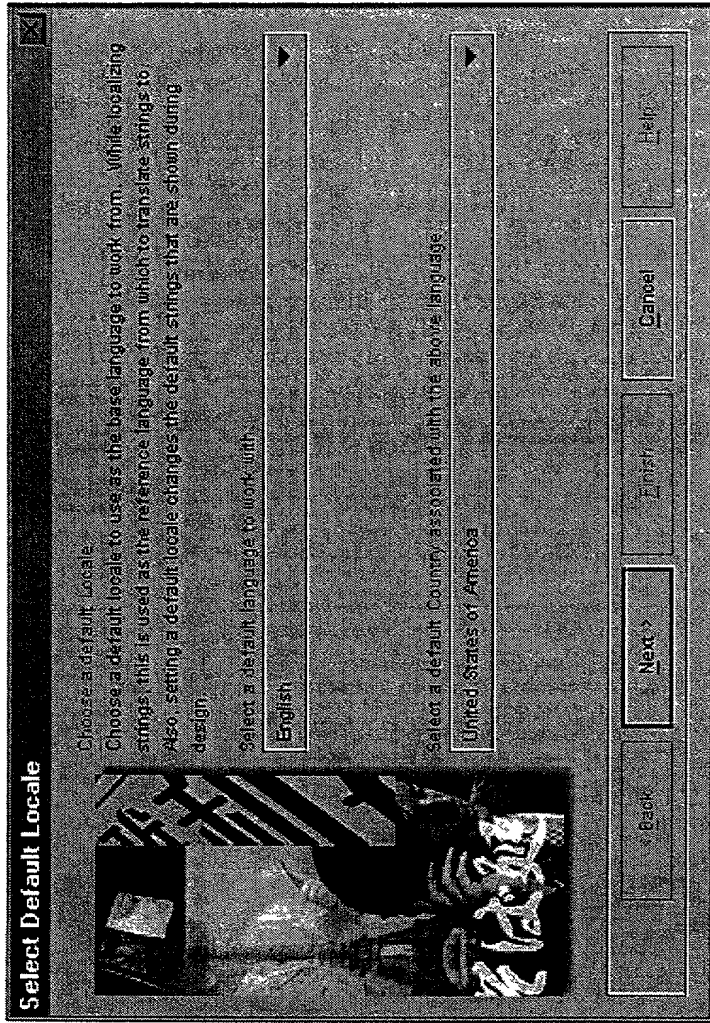 Select Default Locale
Choose a default Locale
Choose a default locale to use as the base language to work from. While localizing
strings, this is used as the reference language from which to translate strings to.
Also, setting a default locale changes the default strings that are shown during
design
Select a default language to work with
English
Select a default Country associated with the above language
United States of America
< Back
Next >
Finish
Cancel
Help